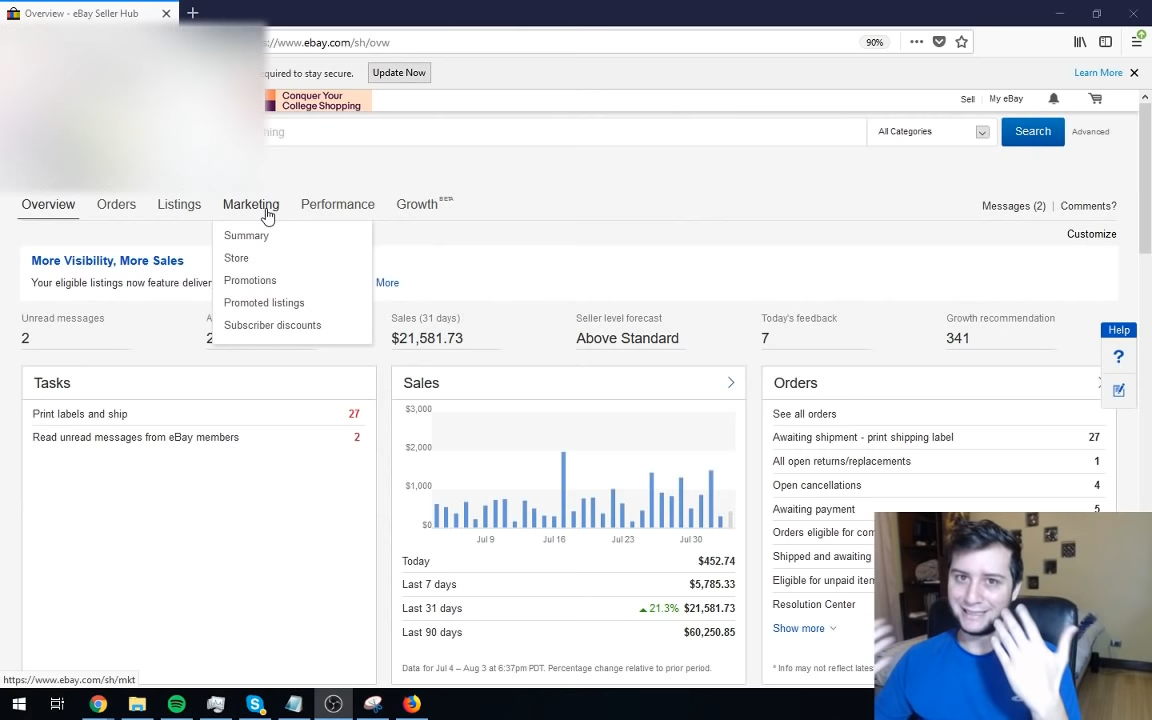 Overview - eBay Seller Hub
://www.ebay.com/sh/ovw
90%
quired to stay secure.
Update Now
Learn More
Conquer Your
College Shopping
Sell
My eBay
hing
All Categories
Search
Advanced
Overview
Orders
Listings
Marketing
Performance
Growth BETA
Messages (2) | Comments?
Customize
Summary
Store
Promotions
Promoted listings
Subscriber discounts
More Visibility, More Sales
Your eligible listings now feature deliver
More
Unread messages
2
A
2
Sales (31 days)
$21,581.73
Seller level forecast
Above Standard
Today's feedback
7
Growth recommendation
341
Help
?
Tasks
Print labels and ship 27
Read unread messages from eBay members 2
Sales
$3,000
$2,000
$1,000
$0
Jul 9 Jul 16 Jul 23 Jul 30
Today $452.74
Last 7 days $5,785.33
Last 31 days 21.3% $21,581.73
Last 90 days $60,250.85
Data for Jul 4 – Aug 3 at 6:37pm PDT. Percentage change relative to prior period.
Orders
See all orders
Awaiting shipment - print shipping label 27
All open returns/replacements 1
Open cancellations 4
Awaiting payment 5
Orders eligible for com
Shipped and awaiting
Eligible for unpaid item
Resolution Center
Show more
* Info may not reflect lates
https://www.ebay.com/sh/mkt